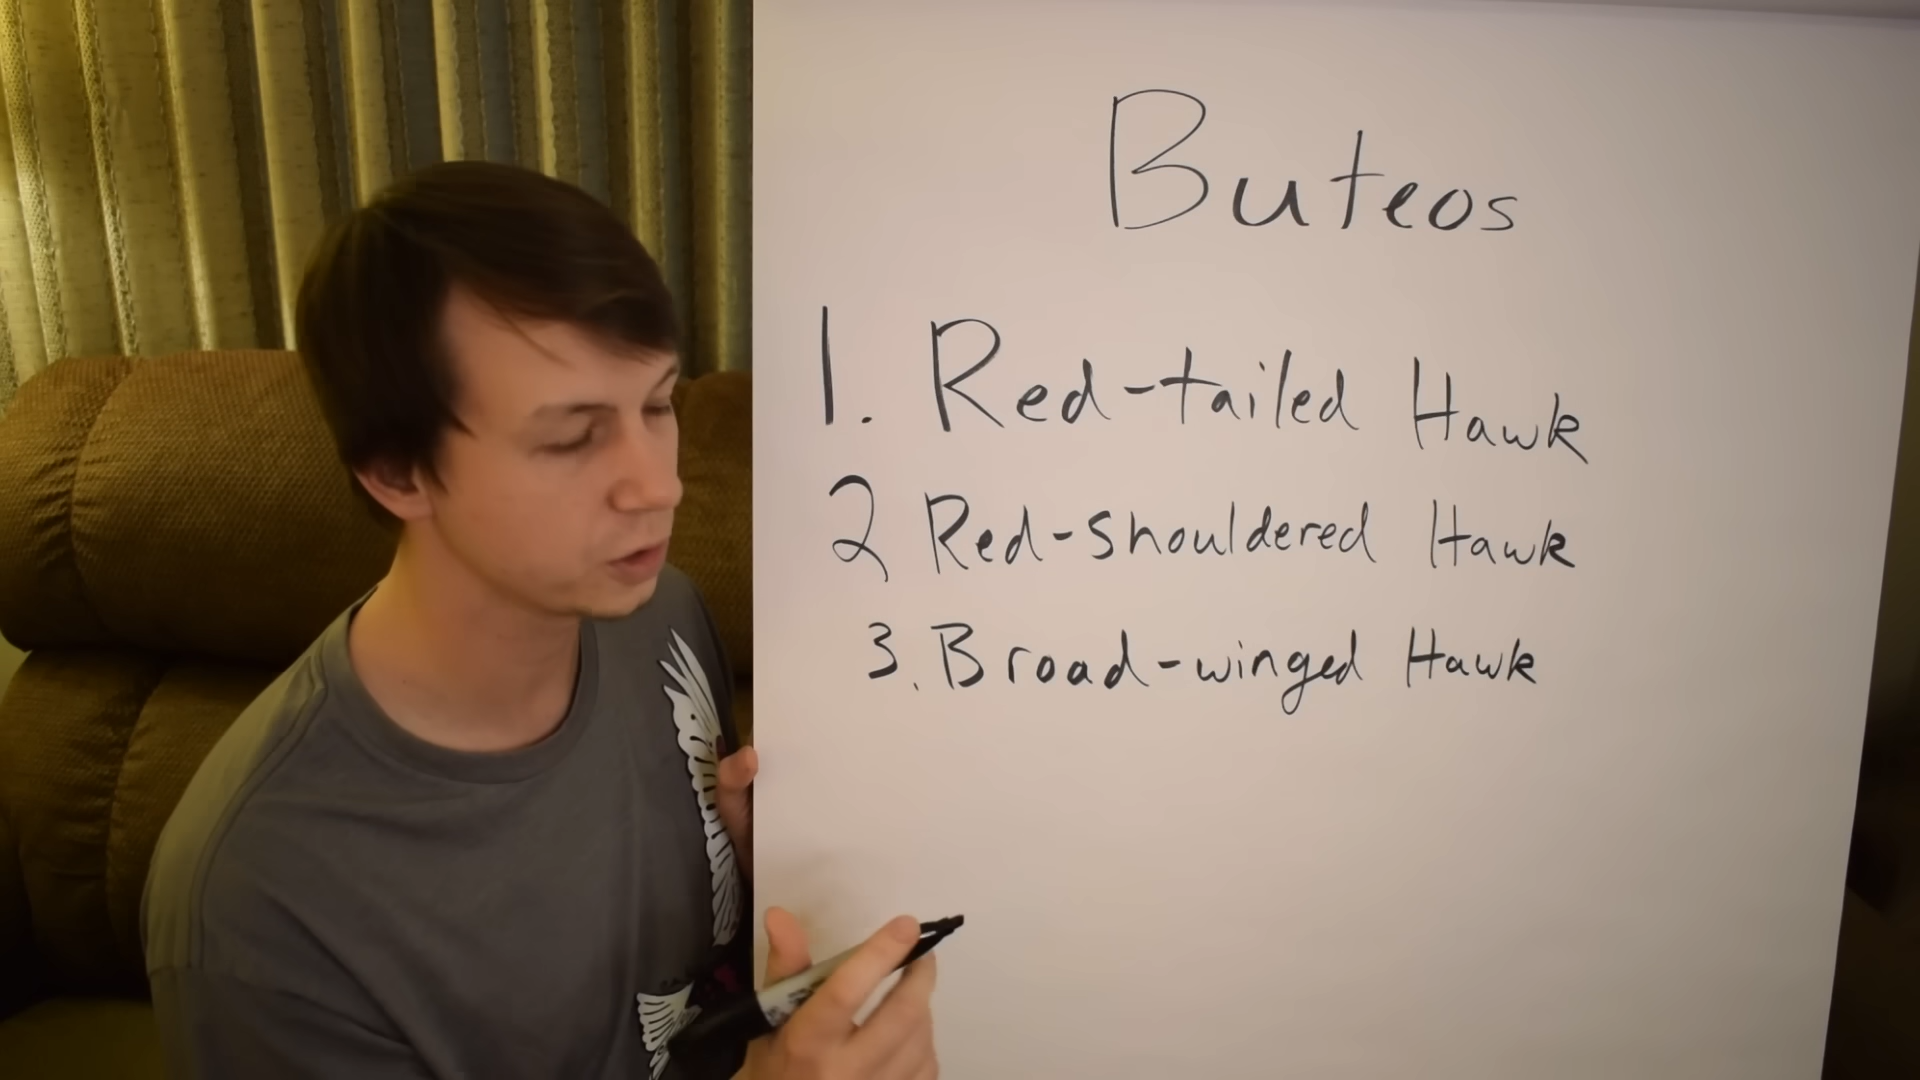 Buteos
1. Red-tailed Hawk
2 Red-shouldered Hawk
3. Broad-winged Hawk